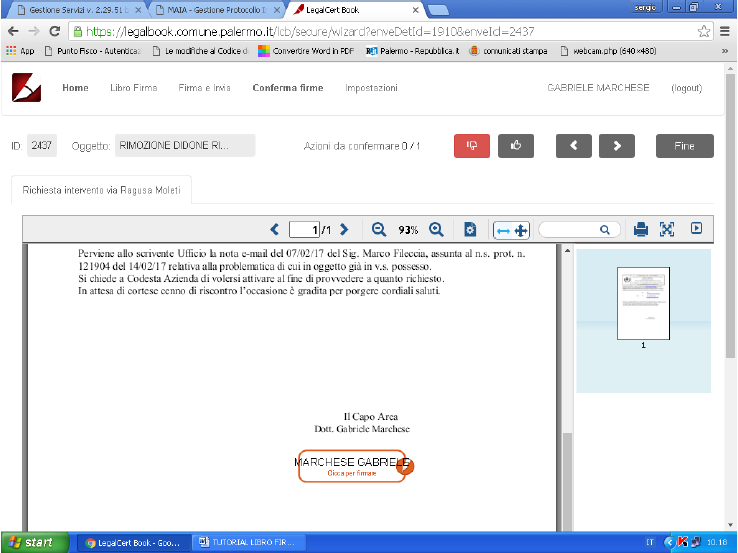 Gestione Servizi v. 2.29.51 b
MAIA - Gestione Protocollo I
LegalCert Book
sergio
https://legalbook.comune.palermo.it/lcb/secure/wizard?enveDetId=1910&enveId=2437
App
Punto Fisco - Autenticaz
Le modifiche al Codice di
Convertire Word in PDF
Palermo - Repubblica.it
comunicati stampa
webcam.php (640×480)
Home
Libro Firma
Firma e Invia
Conferma firme
Impostazioni
GABRIELE MARCHESE
(logout)
ID:
2437
Oggetto:
RIMOZIONE DIDONE RI...
Azioni da confermare 0 / 1
Fine
Richiesta intervento via Ragusa Moleti
1 /1
93%
Perviene allo scrivente Ufficio la nota e-mail del 07/02/17 del Sig. Marco Fileccia, assunta al n.s. prot. n.
121904 del 14/02/17 relativa alla problematica di cui in oggetto già in v.s. possesso.
Si chiede a Codesta Azienda di volersi attivare al fine di provvedere a quanto richiesto.
In attesa di cortese cenno di riscontro l'occasione è gradita per porgere cordiali saluti.
1
Il Capo Area
Dott. Gabriele Marchese
MARCHESE GABRIELE
Clicca per firmare
start
LegalCert Book - Goo...
TUTORIAL LIBRO FIR...
IT
10.18